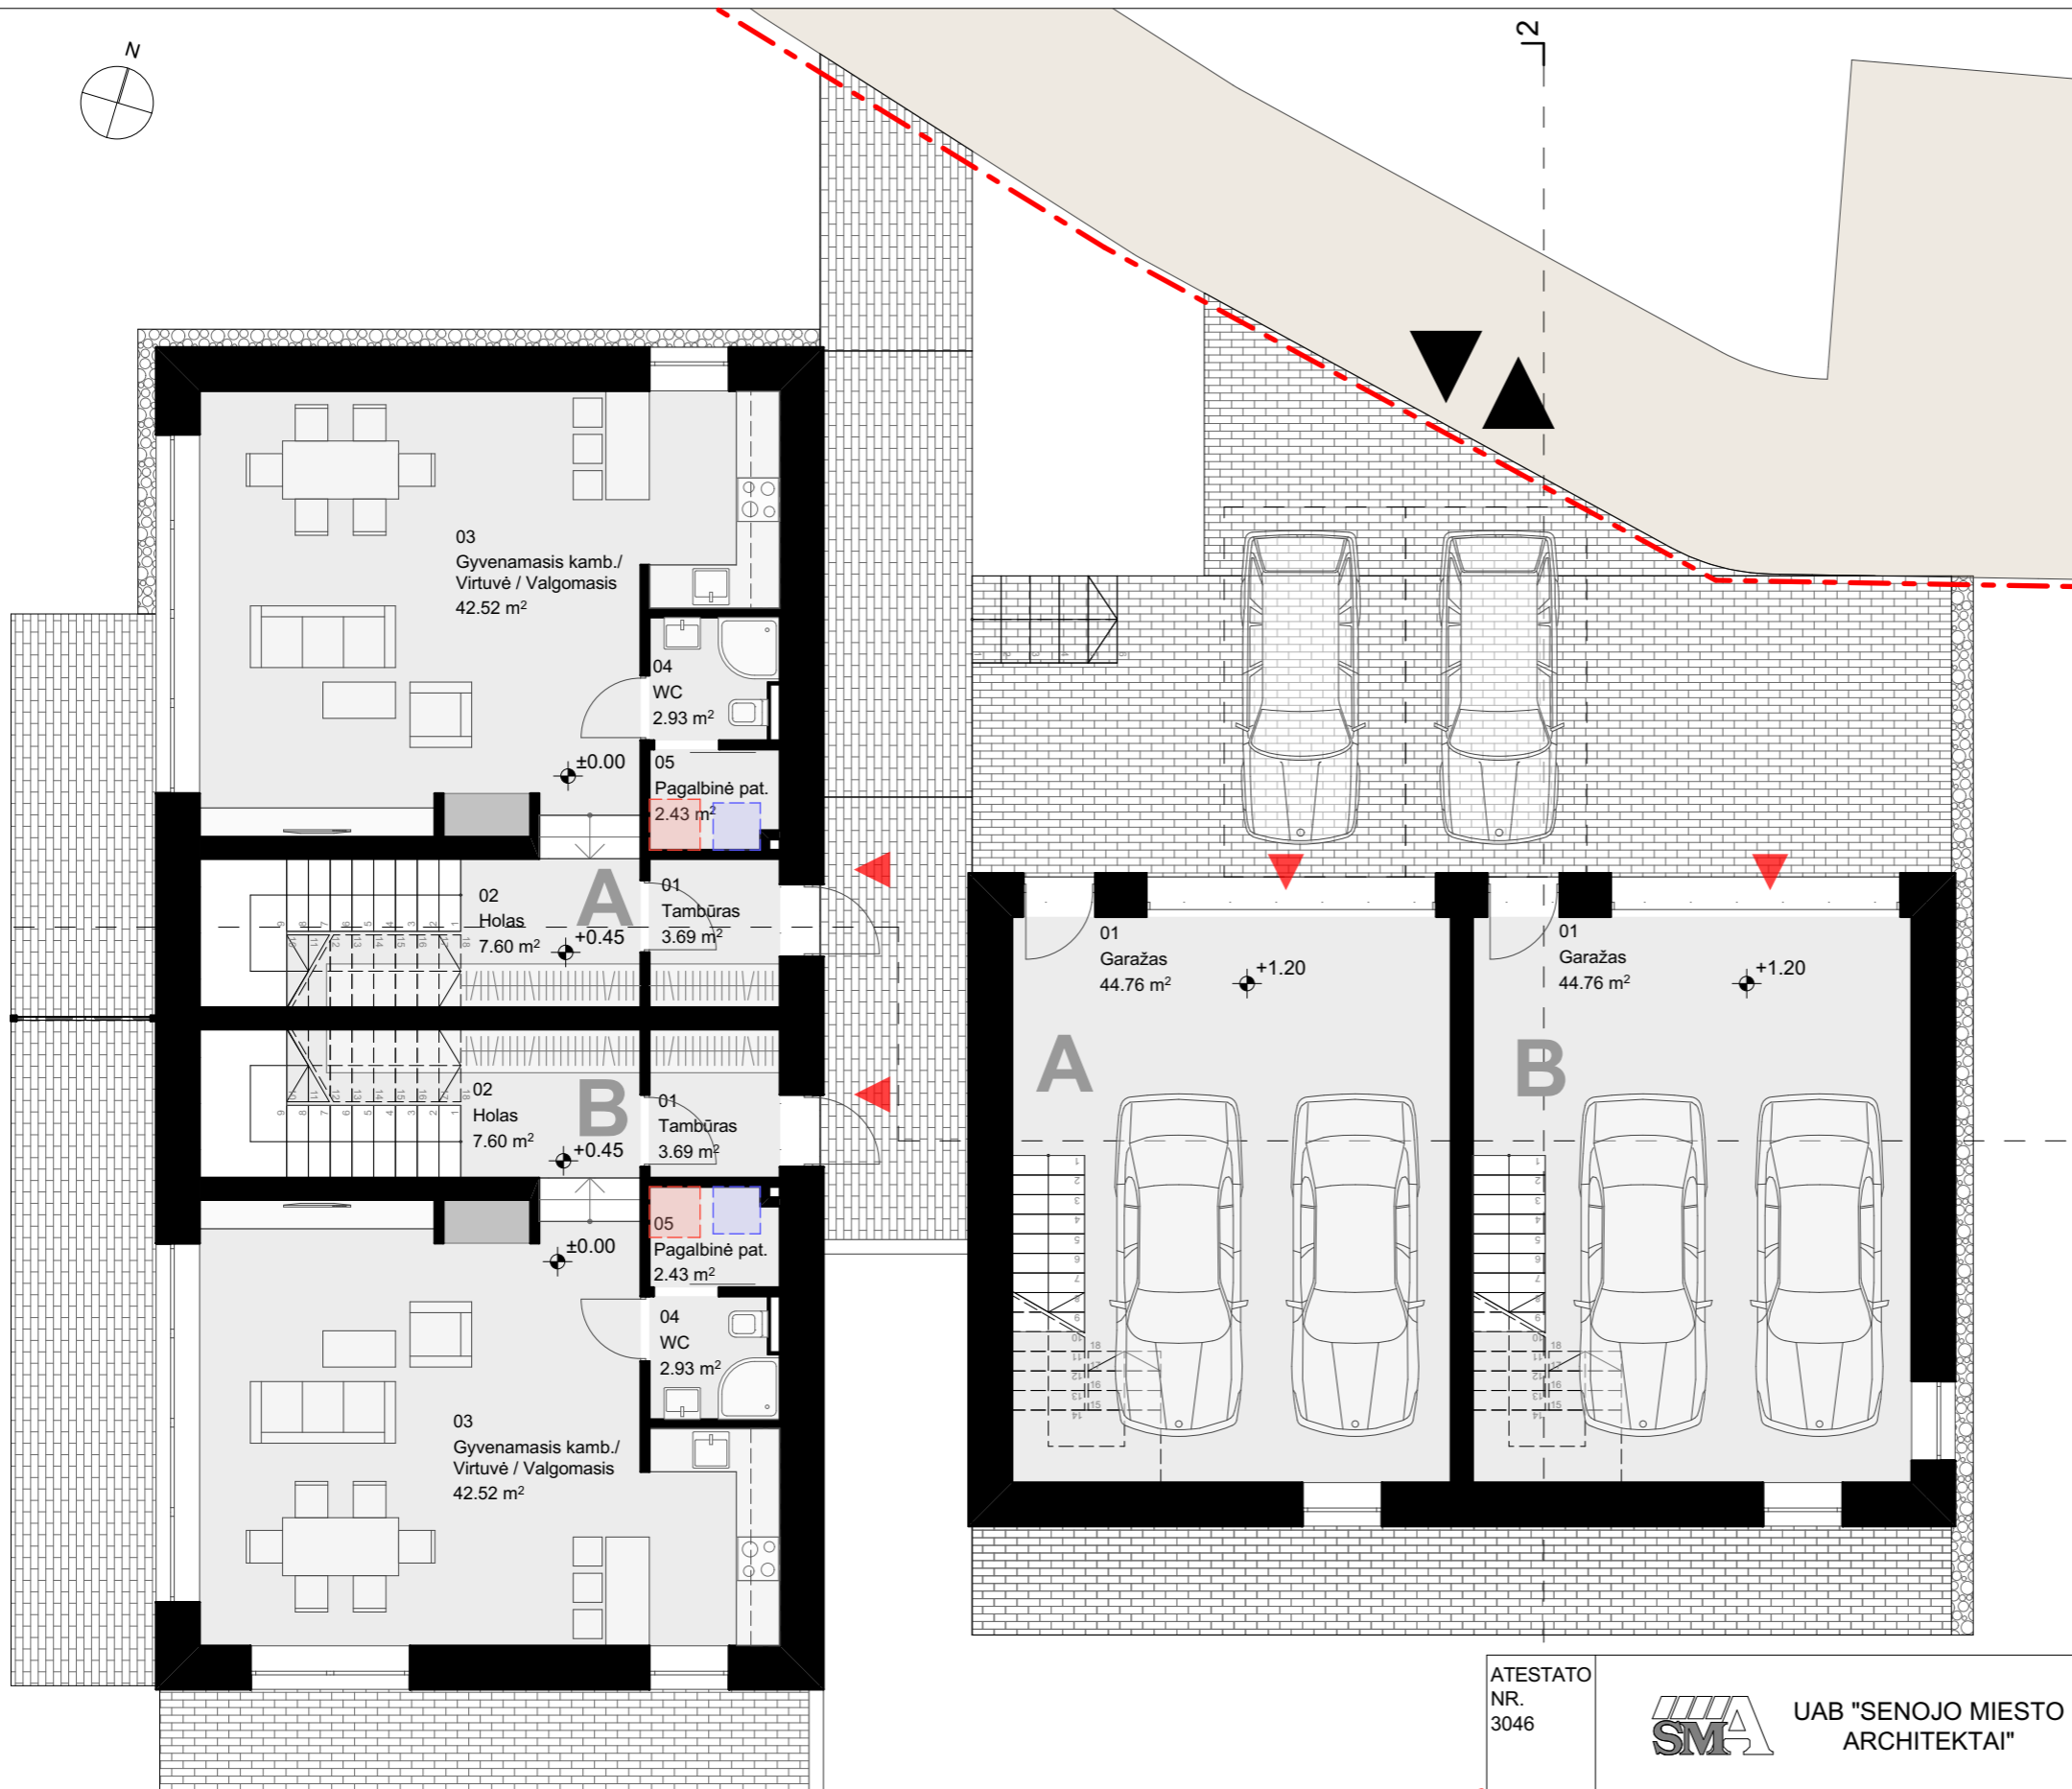 N
2
03
Gyvenamasis kamb./
Virtuvė / Valgomasis
42.52 m²
04
WC
2.93 m²
±0.00
05
Pagalbinė pat.
2.43 m²
02
Holas
7.60 m²
A
+0.45
01
Tambūras
3.69 m²
02
Holas
7.60 m²
B
+0.45
01
Tambūras
3.69 m²
±0.00
05
Pagalbinė pat.
2.43 m²
04
WC
2.93 m²
03
Gyvenamasis kamb./
Virtuvė / Valgomasis
42.52 m²
01
Garažas
44.76 m²
+1.20
A
01
Garažas
44.76 m²
+1.20
B
ATESTATO
NR.
3046
SMA
UAB "SENOJO MIESTO
ARCHITEKTAI"